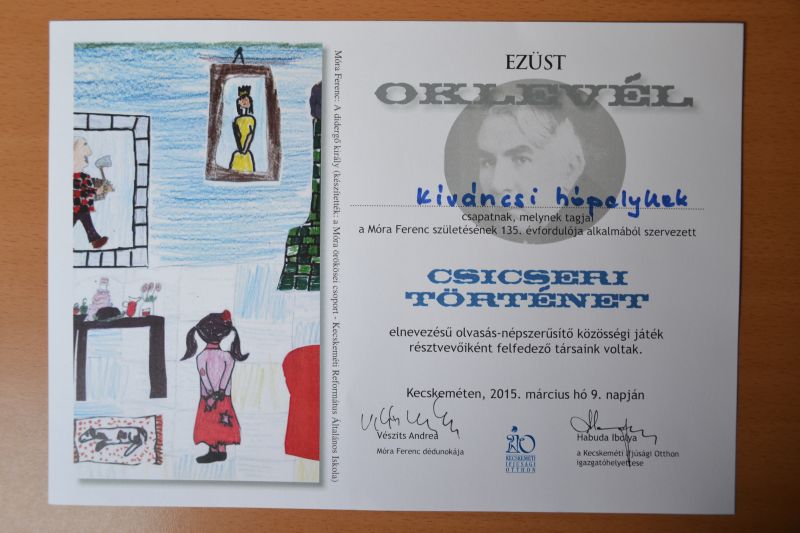 EZÜST
OKLEVÉL
Kíváncsi hópelyhek
csapatnak, melynek tagjai
a Móra Ferenc születésének 135. évfordulója alkalmából szervezett
CSICSERI
TÖRTÉNET
elnevezésű olvasás-népszerűsítő közösségi játék
résztvevőiként felfedező társaink voltak.
Kecskeméten, 2015. március hó 9. napján
Vészits Andrea
Móra Ferenc dédunokája
KECSKEMÉTI
IFJÚSÁGI
OTTHON
Habuda Ibolya
a Kecskeméti Ifjúsági Otthon
igazgatóhelyettese
Móra Ferenc: A didergő király (készítették: a Móra örökösei csoport - Kecskeméti Református Általános Iskola)